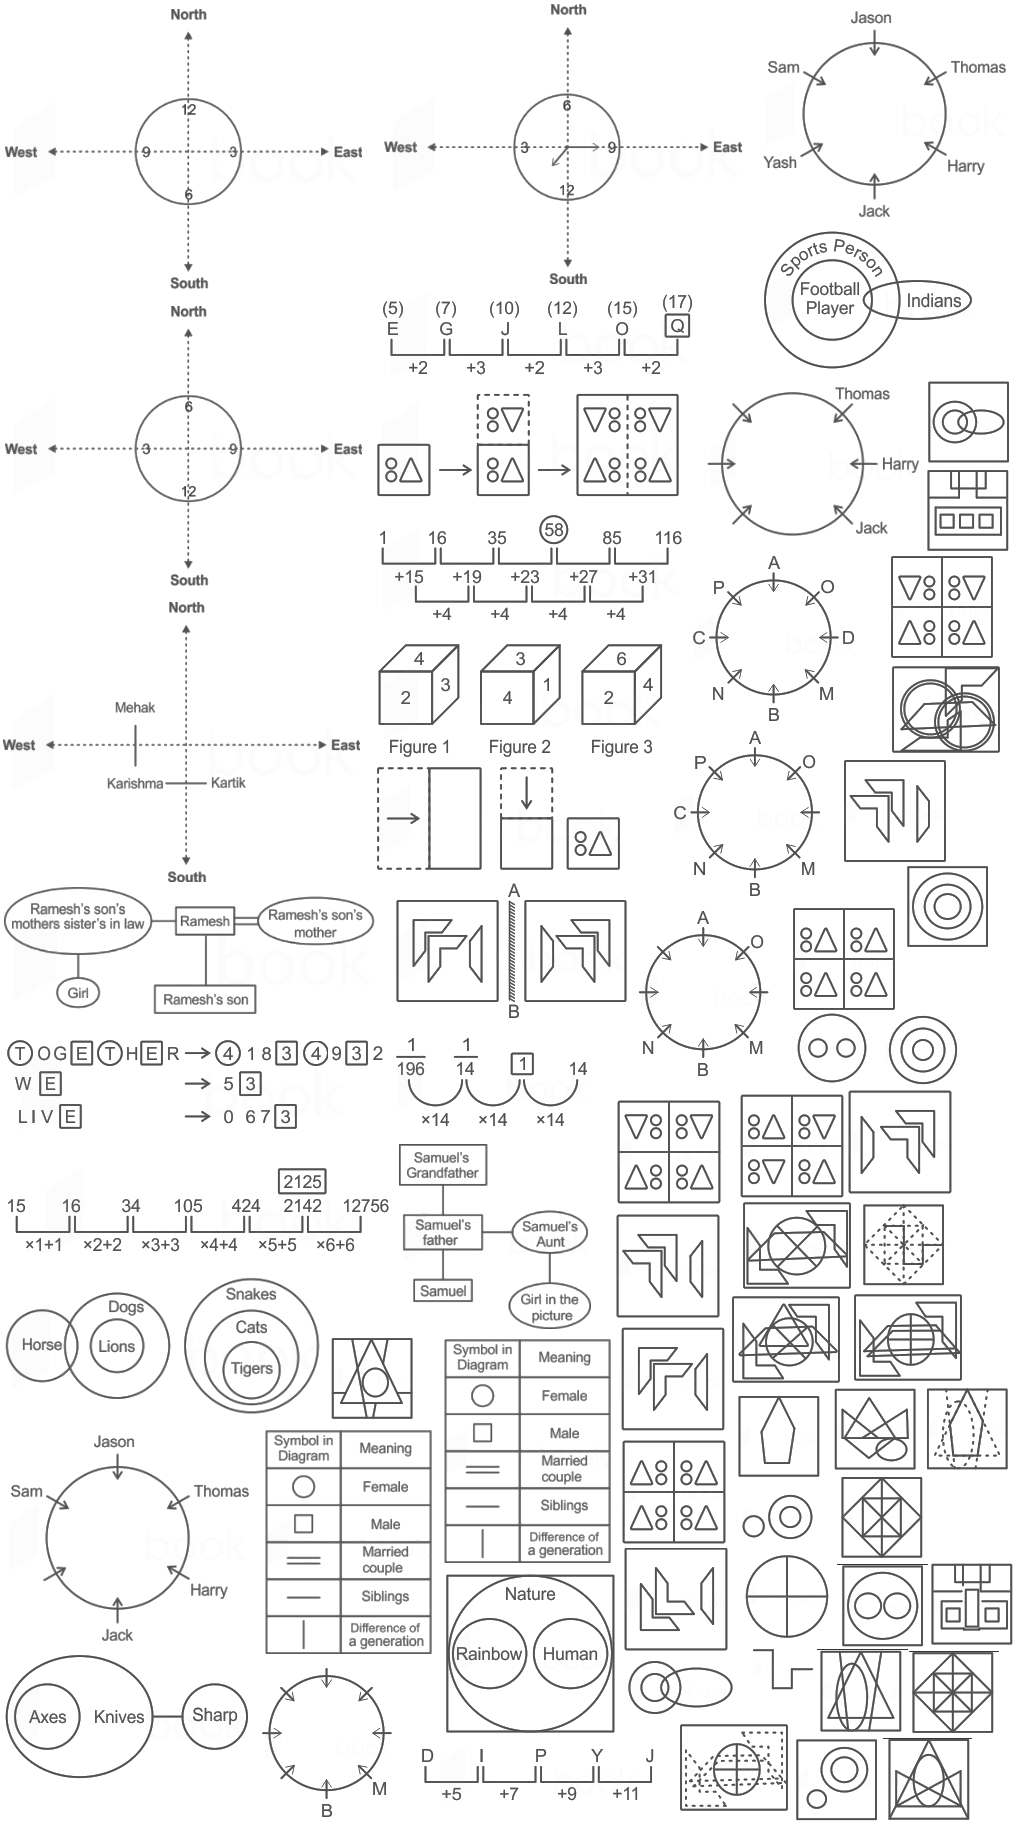 North
12
West
9
3
East
6
South
North
6
West
3
9
East
12
South
Jason
Sam
Thomas
Yash
Harry
Jack
Sports Person
Football
Player
Indians
North
6
West
3
9
East
12
South
(5) (7) (10) (12) (15) (17)
E G J L O Q
+2 +3 +2 +3 +2
Thomas
Harry
Jack
1 16 35 58 85 116
+15 +19 +23 +27 +31
+4 +4 +4 +4
A
P O
C D
N M
B
North
Mehak
West
East
Karishma
Kartik
South
4
2 3
3
4 1
6
2 4
Figure 1 Figure 2 Figure 3
A
P O
C
N M
B
Ramesh's son's
mothers sister's in law
Ramesh
Ramesh's son's
mother
Girl
Ramesh's son
A
B
A
O
N M
B
T O G E T H E R 4 1 8 3 4 9 3 2
W E 5 3
L I V E 0 6 7 3
1
196
1
14
1
14
×14 ×14 ×14
2125
15 16 34 105 424 2142 12756
×1+1 ×2+2 ×3+3 ×4+4 ×5+5 ×6+6
Samuel's
Grandfather
Samuel's
father
Samuel's
Aunt
Samuel
Girl in the
picture
Horse
Dogs
Lions
Snakes
Cats
Tigers
Symbol in
Diagram
Meaning
Female
Male
Married
couple
Siblings
Difference of
a generation
Jason
Sam
Thomas
Harry
Jack
Symbol in
Diagram
Meaning
Female
Male
Married
couple
Siblings
Difference of
a generation
Nature
Rainbow
Human
Axes
Knives
Sharp
M
B
D I P Y J
+5 +7 +9 +11